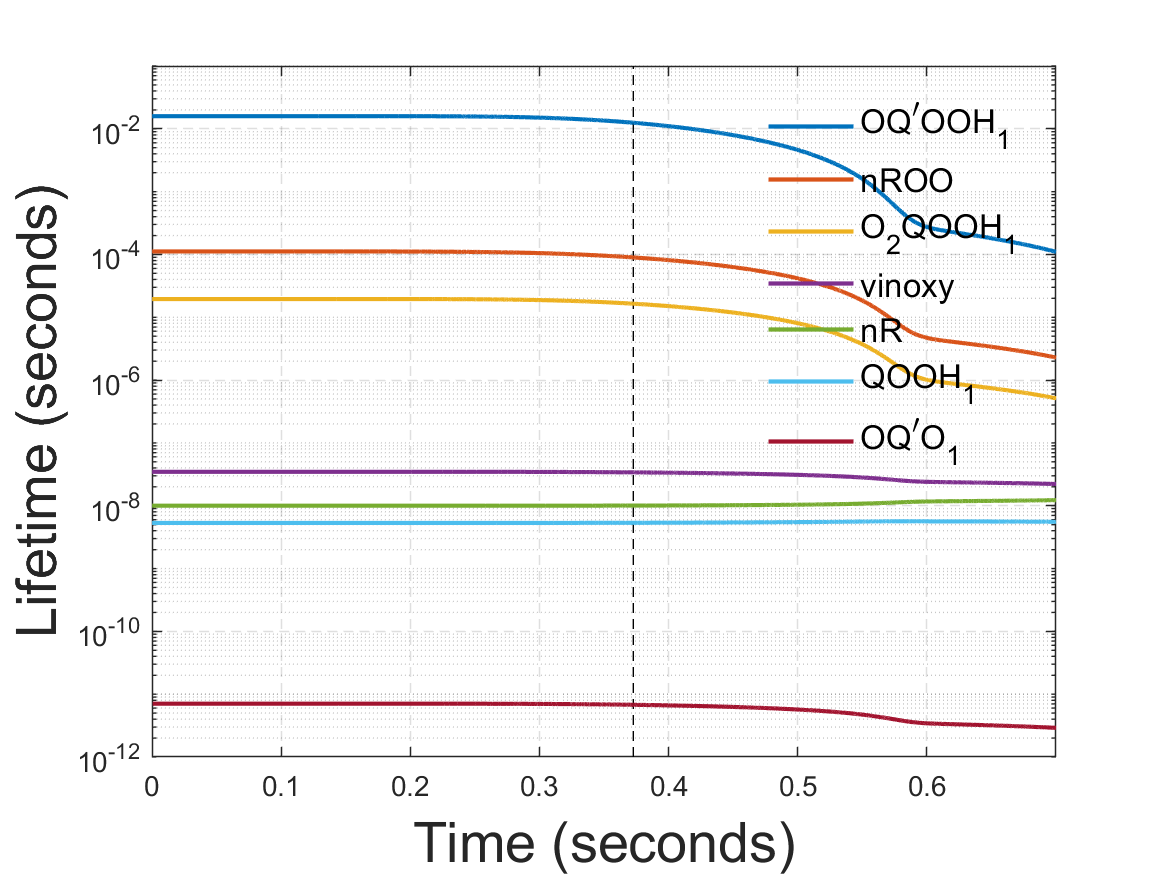 Lifetime (seconds)
10⁻²
10⁻⁴
10⁻⁶
10⁻⁸
10⁻¹⁰
10⁻¹²
OQ′OOH₁
nROO
O₂QOOH₁
vinoxy
nR
QOOH₁
OQ′O₁
0 0.1 0.2 0.3 0.4 0.5 0.6
Time (seconds)